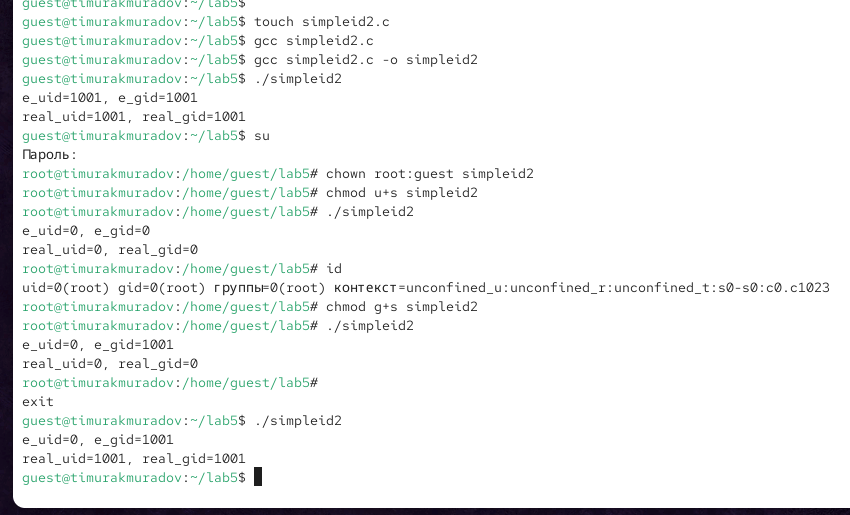 guest@timurakmuradov:~/lab5$
guest@timurakmuradov:~/lab5$ touch simpleid2.c
guest@timurakmuradov:~/lab5$ gcc simpleid2.c
guest@timurakmuradov:~/lab5$ gcc simpleid2.c -o simpleid2
guest@timurakmuradov:~/lab5$ ./simpleid2
e_uid=1001, e_gid=1001
real_uid=1001, real_gid=1001
guest@timurakmuradov:~/lab5$ su
Пароль:
root@timurakmuradov:/home/guest/lab5# chown root:guest simpleid2
root@timurakmuradov:/home/guest/lab5# chmod u+s simpleid2
root@timurakmuradov:/home/guest/lab5# ./simpleid2
e_uid=0, e_gid=0
real_uid=0, real_gid=0
root@timurakmuradov:/home/guest/lab5# id
uid=0(root) gid=0(root) группы=0(root) контекст=unconfined_u:unconfined_r:unconfined_t:s0-s0:c0.c1023
root@timurakmuradov:/home/guest/lab5# chmod g+s simpleid2
root@timurakmuradov:/home/guest/lab5# ./simpleid2
e_uid=0, e_gid=1001
real_uid=0, real_gid=0
root@timurakmuradov:/home/guest/lab5#
exit
guest@timurakmuradov:~/lab5$ ./simpleid2
e_uid=0, e_gid=1001
real_uid=1001, real_gid=1001
guest@timurakmuradov:~/lab5$